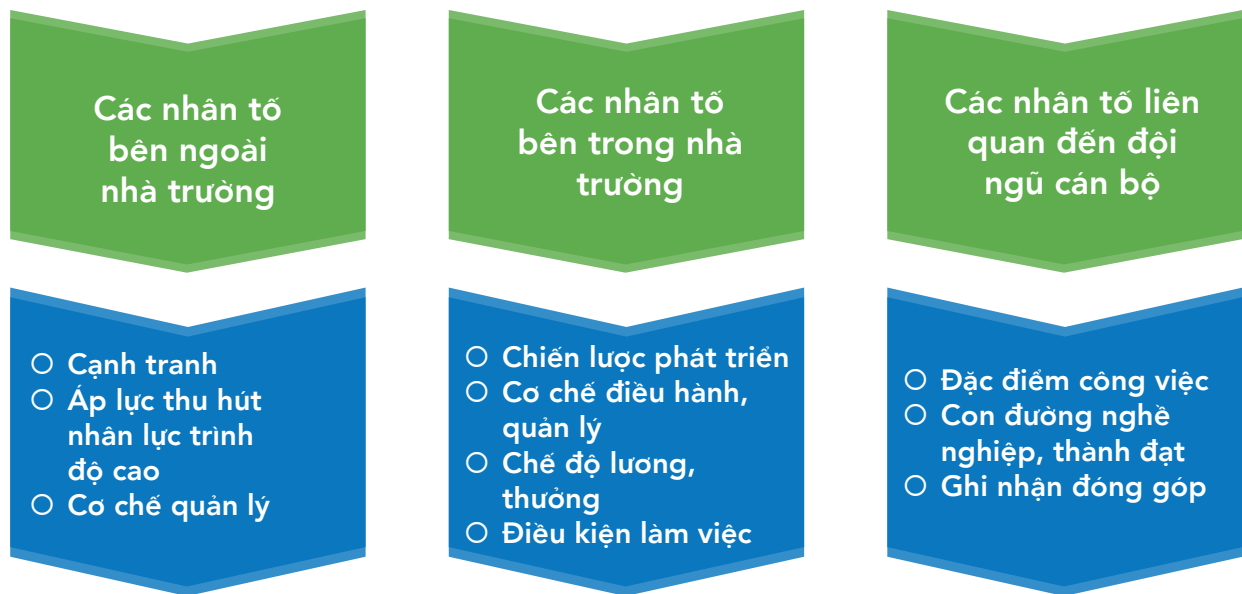 Các nhân tố
bên ngoài
nhà trường
Cạnh tranh
Áp lực thu hút
nhân lực trình
độ cao
Cơ chế quản lý
Các nhân tố
bên trong nhà
trường
Chiến lược phát triển
Cơ chế điều hành,
quản lý
Chế độ lương,
thưởng
Điều kiện làm việc
Các nhân tố liên
quan đến đội
ngũ cán bộ
Đặc điểm công việc
Con đường nghề
nghiệp, thành đạt
Ghi nhận đóng góp